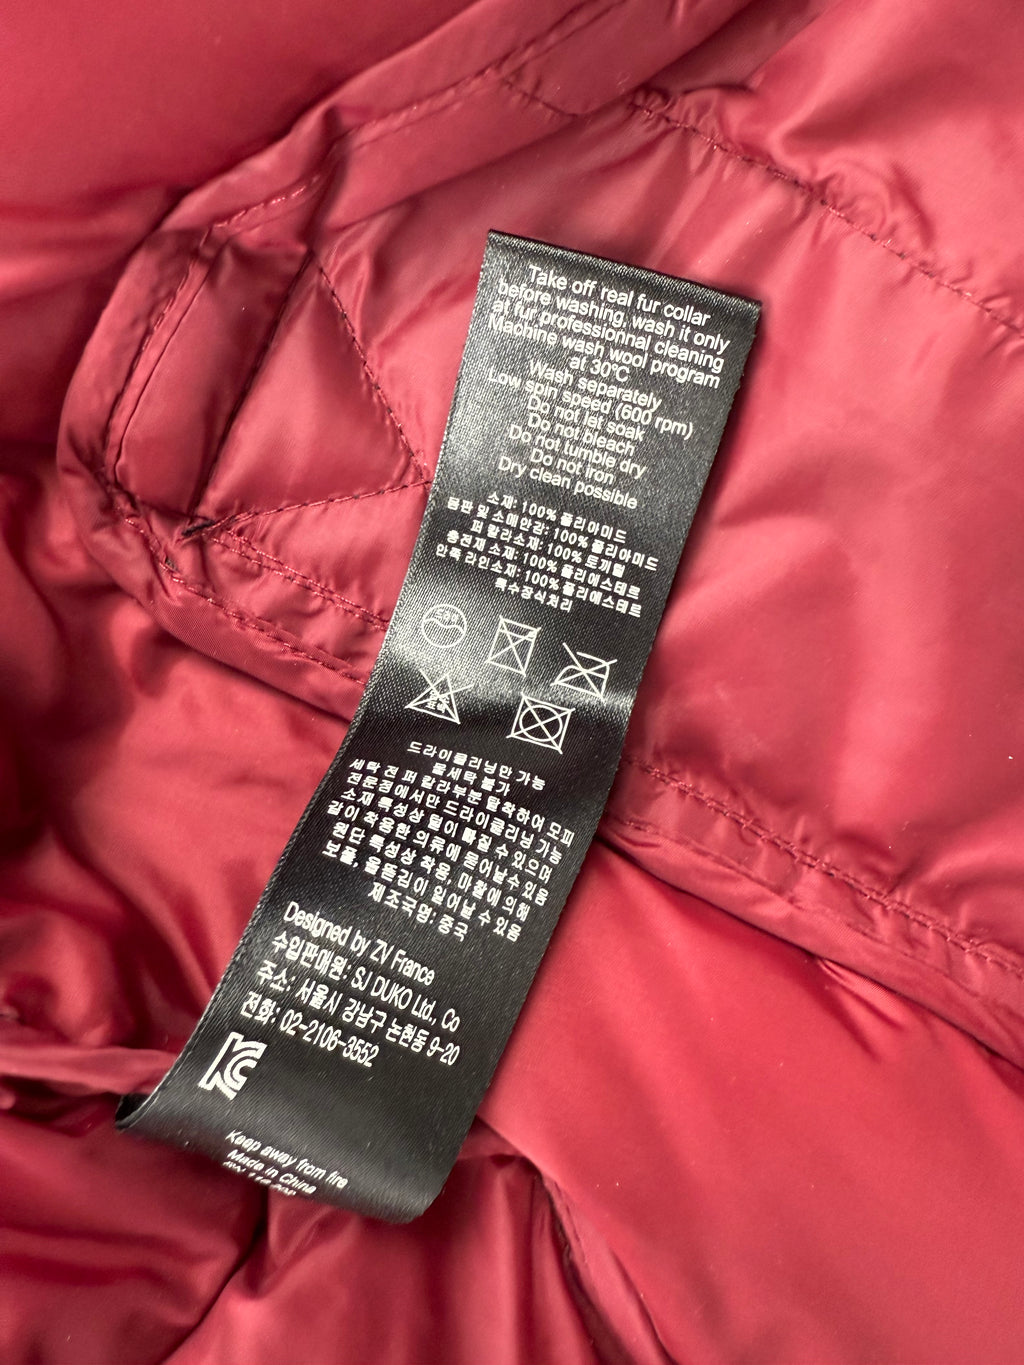 Take off real fur collar
before washing, wash it only
at fur professionnal cleaning
Machine wash wool program
at 30°C
Wash separately
Low spin speed (600 rpm)
Do not let soak
Do not bleach
Do not tumble dry
Do not iron
Dry clean possible
소재: 100% 폴리아미드
몸판 및 소매안감: 100% 폴리아미드
퍼 칼라소재: 100% 토끼털
충전재 소재: 100% 폴리에스테르
안쪽 라인소재: 100% 폴리에스테르
특수장식처리
표백
드라이클리닝만 가능
물세탁 불가
세탁 전 퍼 칼라부분 탈착하여 모피
전문점에서만 드라이클리닝 가능
소재 특성상 털이 빠질 수 있으며
같이 착용한 의류에 묻어날 수 있음
원단 특성상 착용, 마찰에 의해
보풀, 올뜯김이 일어날 수 있음
제조국명: 중국
Designed by ZV France
수입판매원: SJ DUKO Ltd., Co
주소: 서울시 강남구 논현동 9-20
전화: 02-2106-3552
Keep away from fire
Made in China